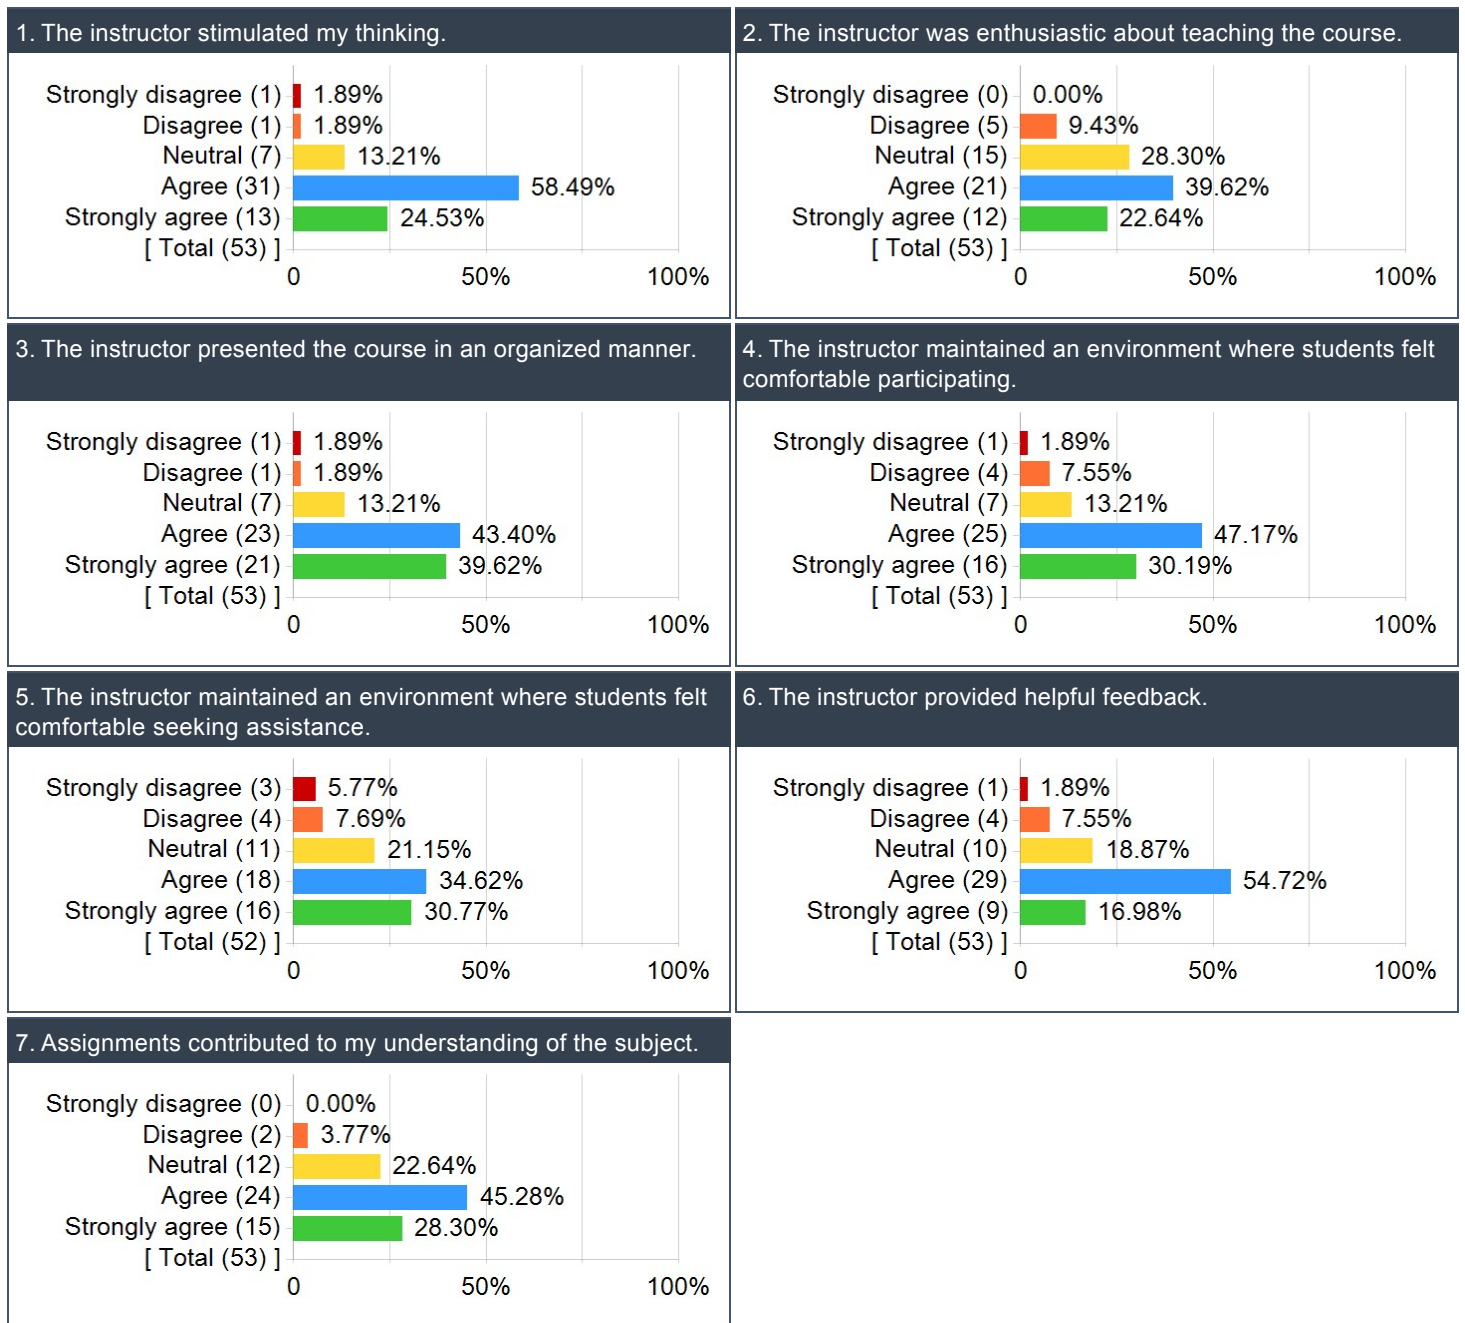 1. The instructor stimulated my thinking.
Strongly disagree (1) 1.89%
Disagree (1) 1.89%
Neutral (7) 13.21%
Agree (31) 58.49%
Strongly agree (13) 24.53%
[ Total (53) ]
0 50% 100%
2. The instructor was enthusiastic about teaching the course.
Strongly disagree (0) 0.00%
Disagree (5) 9.43%
Neutral (15) 28.30%
Agree (21) 39.62%
Strongly agree (12) 22.64%
[ Total (53) ]
0 50% 100%
3. The instructor presented the course in an organized manner.
Strongly disagree (1) 1.89%
Disagree (1) 1.89%
Neutral (7) 13.21%
Agree (23) 43.40%
Strongly agree (21) 39.62%
[ Total (53) ]
0 50% 100%
4. The instructor maintained an environment where students felt
comfortable participating.
Strongly disagree (1) 1.89%
Disagree (4) 7.55%
Neutral (7) 13.21%
Agree (25) 47.17%
Strongly agree (16) 30.19%
[ Total (53) ]
0 50% 100%
5. The instructor maintained an environment where students felt
comfortable seeking assistance.
Strongly disagree (3) 5.77%
Disagree (4) 7.69%
Neutral (11) 21.15%
Agree (18) 34.62%
Strongly agree (16) 30.77%
[ Total (52) ]
0 50% 100%
6. The instructor provided helpful feedback.
Strongly disagree (1) 1.89%
Disagree (4) 7.55%
Neutral (10) 18.87%
Agree (29) 54.72%
Strongly agree (9) 16.98%
[ Total (53) ]
0 50% 100%
7. Assignments contributed to my understanding of the subject.
Strongly disagree (0) 0.00%
Disagree (2) 3.77%
Neutral (12) 22.64%
Agree (24) 45.28%
Strongly agree (15) 28.30%
[ Total (53) ]
0 50% 100%